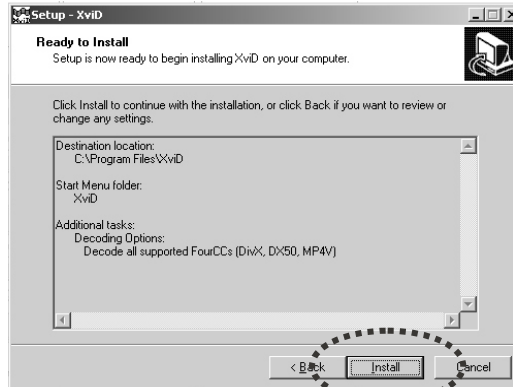 Setup - XviD
Ready to Install
Setup is now ready to begin installing XviD on your computer.
Click Install to continue with the installation, or click Back if you want to review or
change any settings.
Destination location:
C:\Program Files\XviD
Start Menu folder:
XviD
Additional tasks:
Decoding Options:
Decode all supported FourCCs (DivX, DX50, MP4V)
< Back Install Cancel